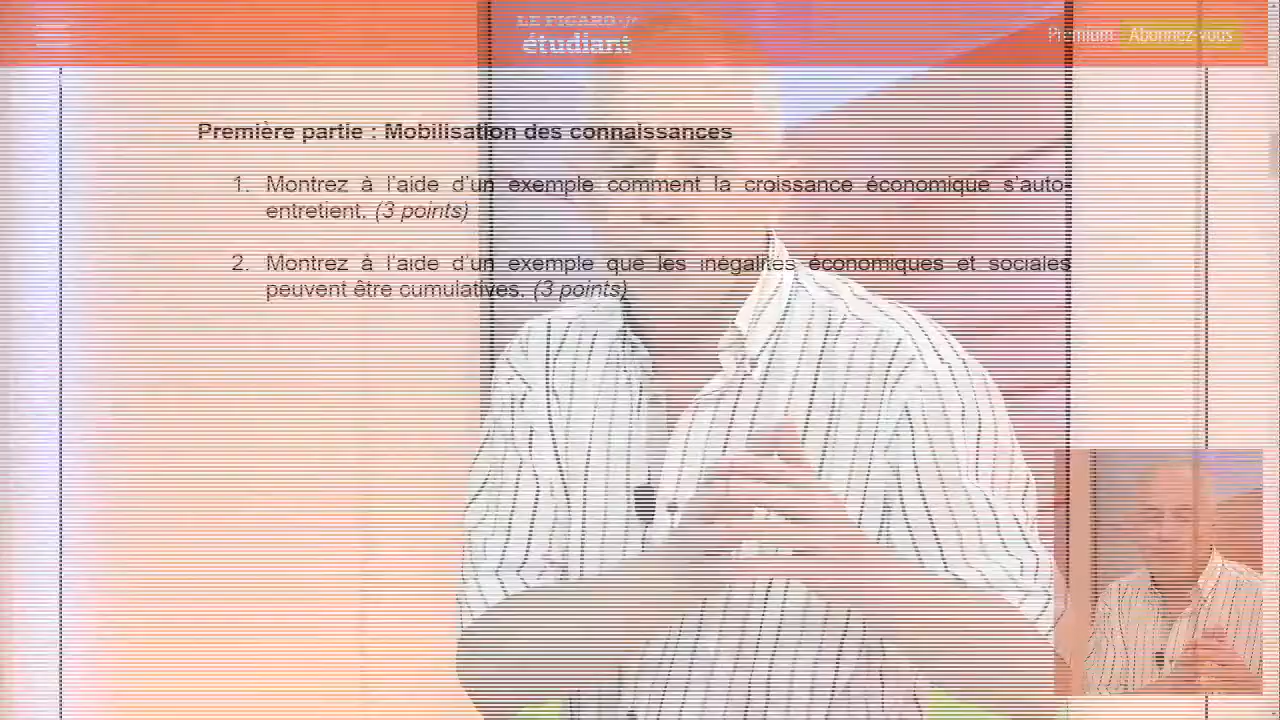 LE FIGARO·fr
étudiant
Premium Abonnez-vous
Première partie : Mobilisation des connaissances
1. Montrez à l'aide d'un exemple comment la croissance économique s'auto-
entretient. (3 points)
2. Montrez à l'aide d'un exemple que les inégalités économiques et sociales
peuvent être cumulatives. (3 points)